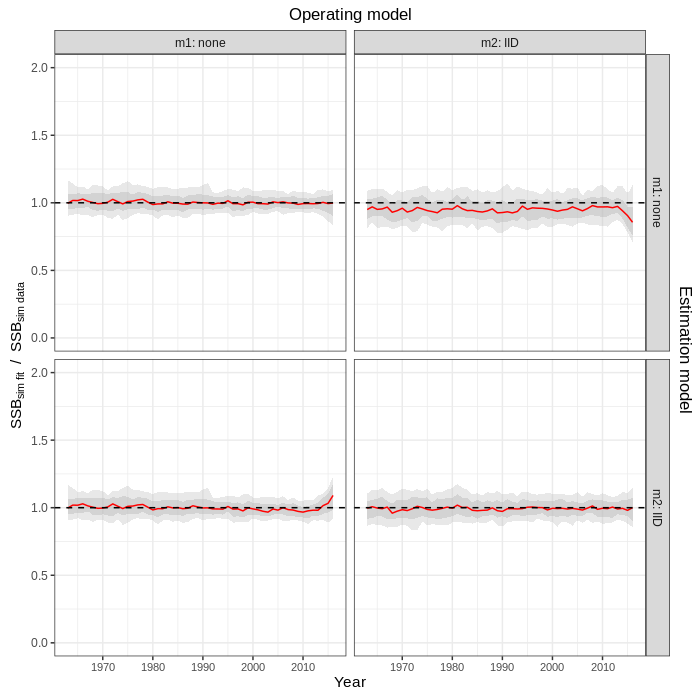 Operating model
m1: none
m2: IID
2.0
1.5
1.0
0.5
0.0
m1: none
2.0
1.5
1.0
0.5
0.0
m2: IID
SSBsim fit / SSBsim data
Estimation model
1970 1980 1990 2000 2010
1970 1980 1990 2000 2010
Year